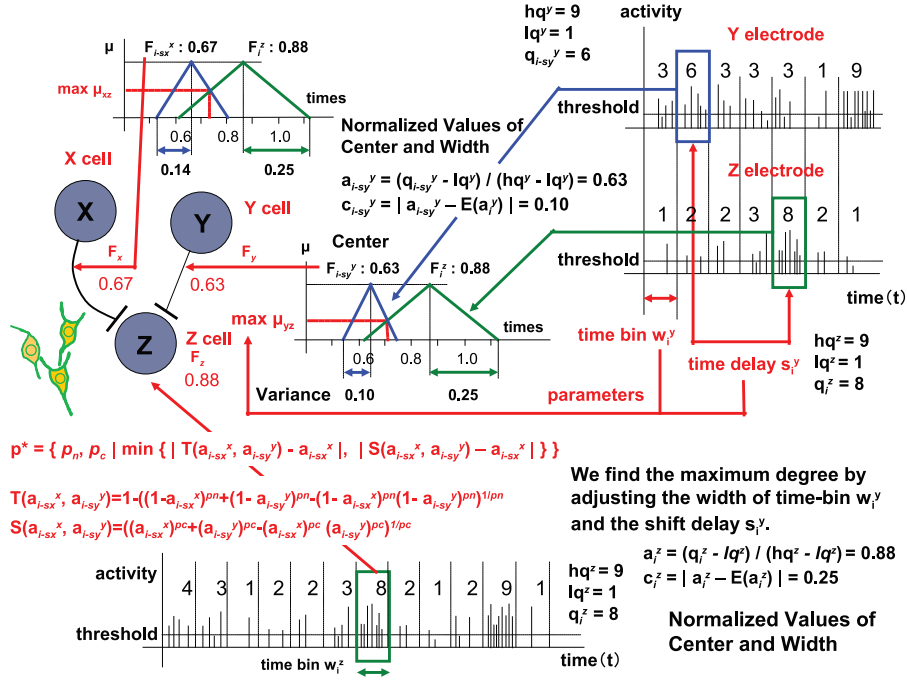 hq^y = 9
lq^y = 1
q_{i-sy}^y = 6
activity
Y electrode
3 6 3 3 3 1 9
threshold
Z electrode
1 2 2 3 8 2 1
threshold
time(t)
time bin w_i^y
time delay s_i^y
hq^z = 9
lq^z = 1
q_i^z = 8
parameters
μ
F_{i-sx}^x : 0.67
F_i^z : 0.88
max μ_{xz}
times
0.6 0.8 1.0
0.14
0.25
Normalized Values of
Center and Width
a_{i-sy}^y = (q_{i-sy}^y - lq^y) / (hq^y - lq^y) = 0.63
c_{i-sy}^y = | a_{i-sy}^y – E(a_i^y) | = 0.10
X cell
X
Y
Y cell
F_x
0.67
F_y
0.63
Z
Z cell
F_z
0.88
μ
Center
F_{i-sy}^y : 0.63
F_i^z : 0.88
max μ_{yz}
times
0.6 0.8 1.0
Variance
0.10
0.25
p* = { p_n, p_c | min { | T(a_{i-sx}^x, a_{i-sy}^y) - a_{i-sx}^x |, | S(a_{i-sx}^x, a_{i-sy}^y) – a_{i-sx}^x | } }
T(a_{i-sx}^x, a_{i-sy}^y)=1-((1-a_{i-sx}^x)^{pn}+(1- a_{i-sy}^y)^{pn}-(1- a_{i-sx}^x)^{pn}(1- a_{i-sy}^y)^{pn})^{1/pn}
S(a_{i-sx}^x, a_{i-sy}^y)=((a_{i-sx}^x)^{pc}+(a_{i-sy}^y)^{pc}-(a_{i-sx}^x)^{pc} (a_{i-sy}^y)^{pc})^{1/pc}
We find the maximum degree by
adjusting the width of time-bin w_i^y
and the shift delay s_i^y.
a_i^z = (q_i^z - lq^z) / (hq^z - lq^z) = 0.88
c_i^z = | a_i^z – E(a_i^z) | = 0.25
Normalized Values of
Center and Width
activity
4 3 1 2 2 3 8 2 1 2 9 1
hq^z = 9
lq^z = 1
q_i^z = 8
threshold
time bin w_i^z
time(t)